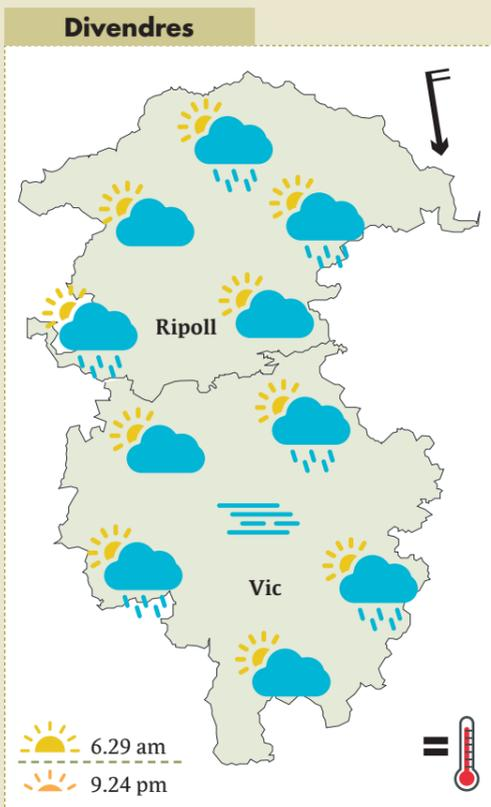 Divendres
Ripoll
Vic
6.29 am
9.24 pm
=